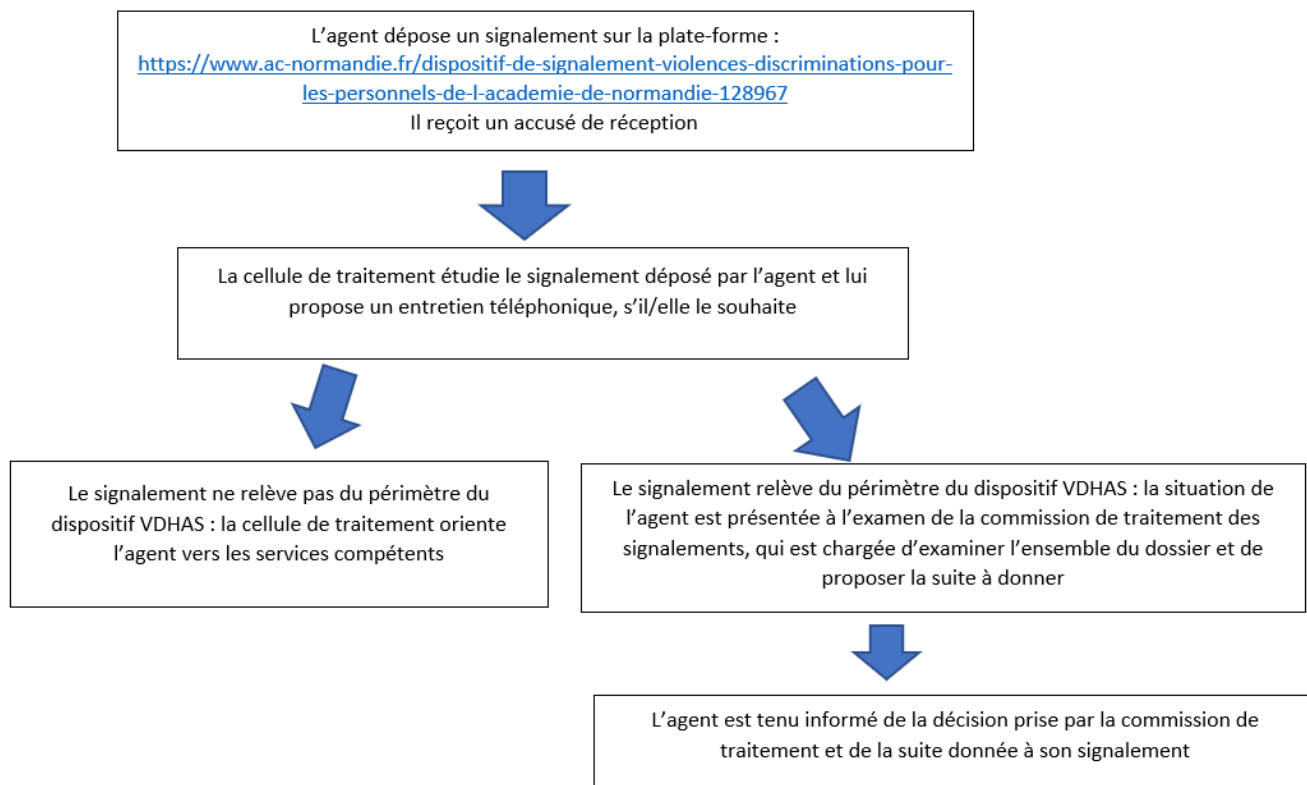 L’agent dépose un signalement sur la plate-forme :
https://www.ac-normandie.fr/dispositif-de-signalement-violences-discriminations-pour-
les-personnels-de-l-academie-de-normandie-128967
Il reçoit un accusé de réception
La cellule de traitement étudie le signalement déposé par l’agent et lui
propose un entretien téléphonique, s’il/elle le souhaite
Le signalement ne relève pas du périmètre du
dispositif VDHAS : la cellule de traitement oriente
l’agent vers les services compétents
Le signalement relève du périmètre du dispositif VDHAS : la situation de
l’agent est présentée à l’examen de la commission de traitement des
signalements, qui est chargée d’examiner l’ensemble du dossier et de
proposer la suite à donner
L’agent est tenu informé de la décision prise par la commission de
traitement et de la suite donnée à son signalement